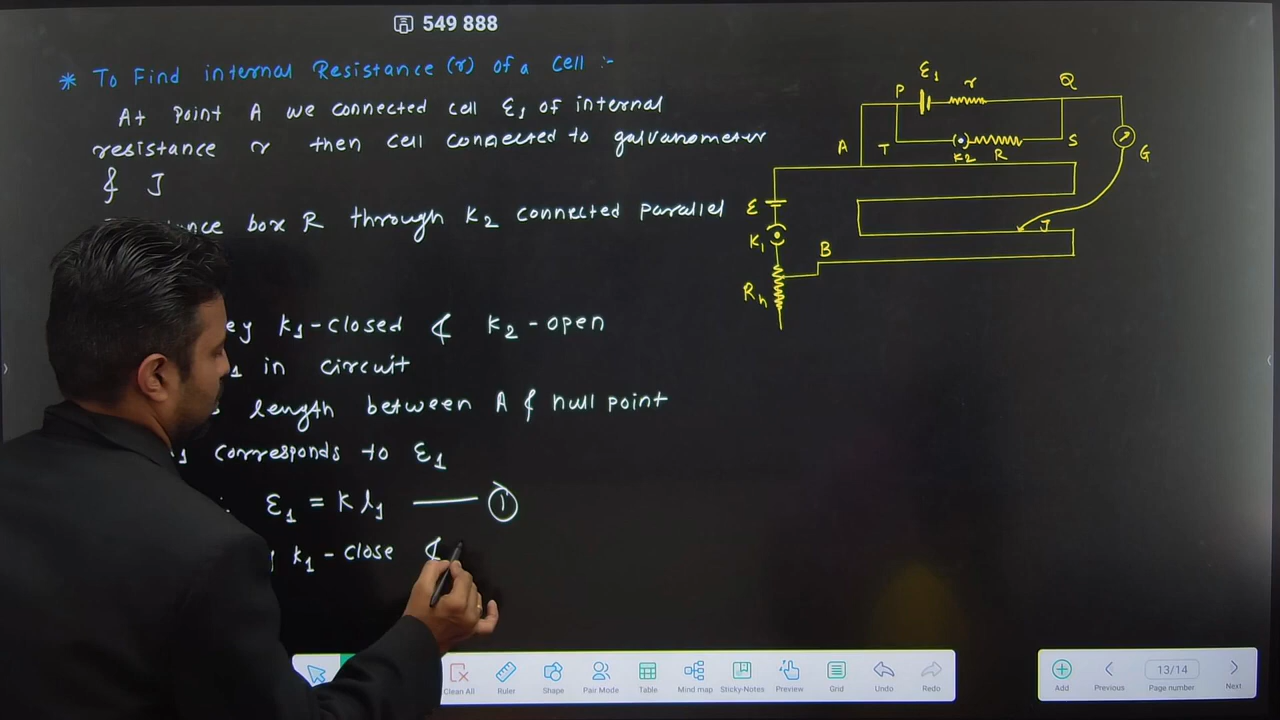 549 888
* To Find internal Resistance (r) of a cell :-
At point A we connected cell ε1 of internal
resistance r then cell connected to galvanometer
& J
box R through K2 connected parallel
K1-closed & K2-open
in circuit
length between A & null point
corresponds to ε1
ε1 = K l1 —— ①
K1-close &
ε1 r
P Q
A T K2 R S G
ε
K1
J
B
Rh
Clean All Ruler Shape Pair Mode Table Mind map Sticky-Notes Preview Grid Undo Redo
Add Previous 13/14 Page number Next